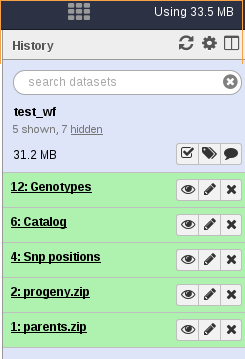 Using 33.5 MB
History
search datasets
test_wf
5 shown, 7 hidden
31.2 MB
12: Genotypes
6: Catalog
4: Snp positions
2: progeny.zip
1: parents.zip